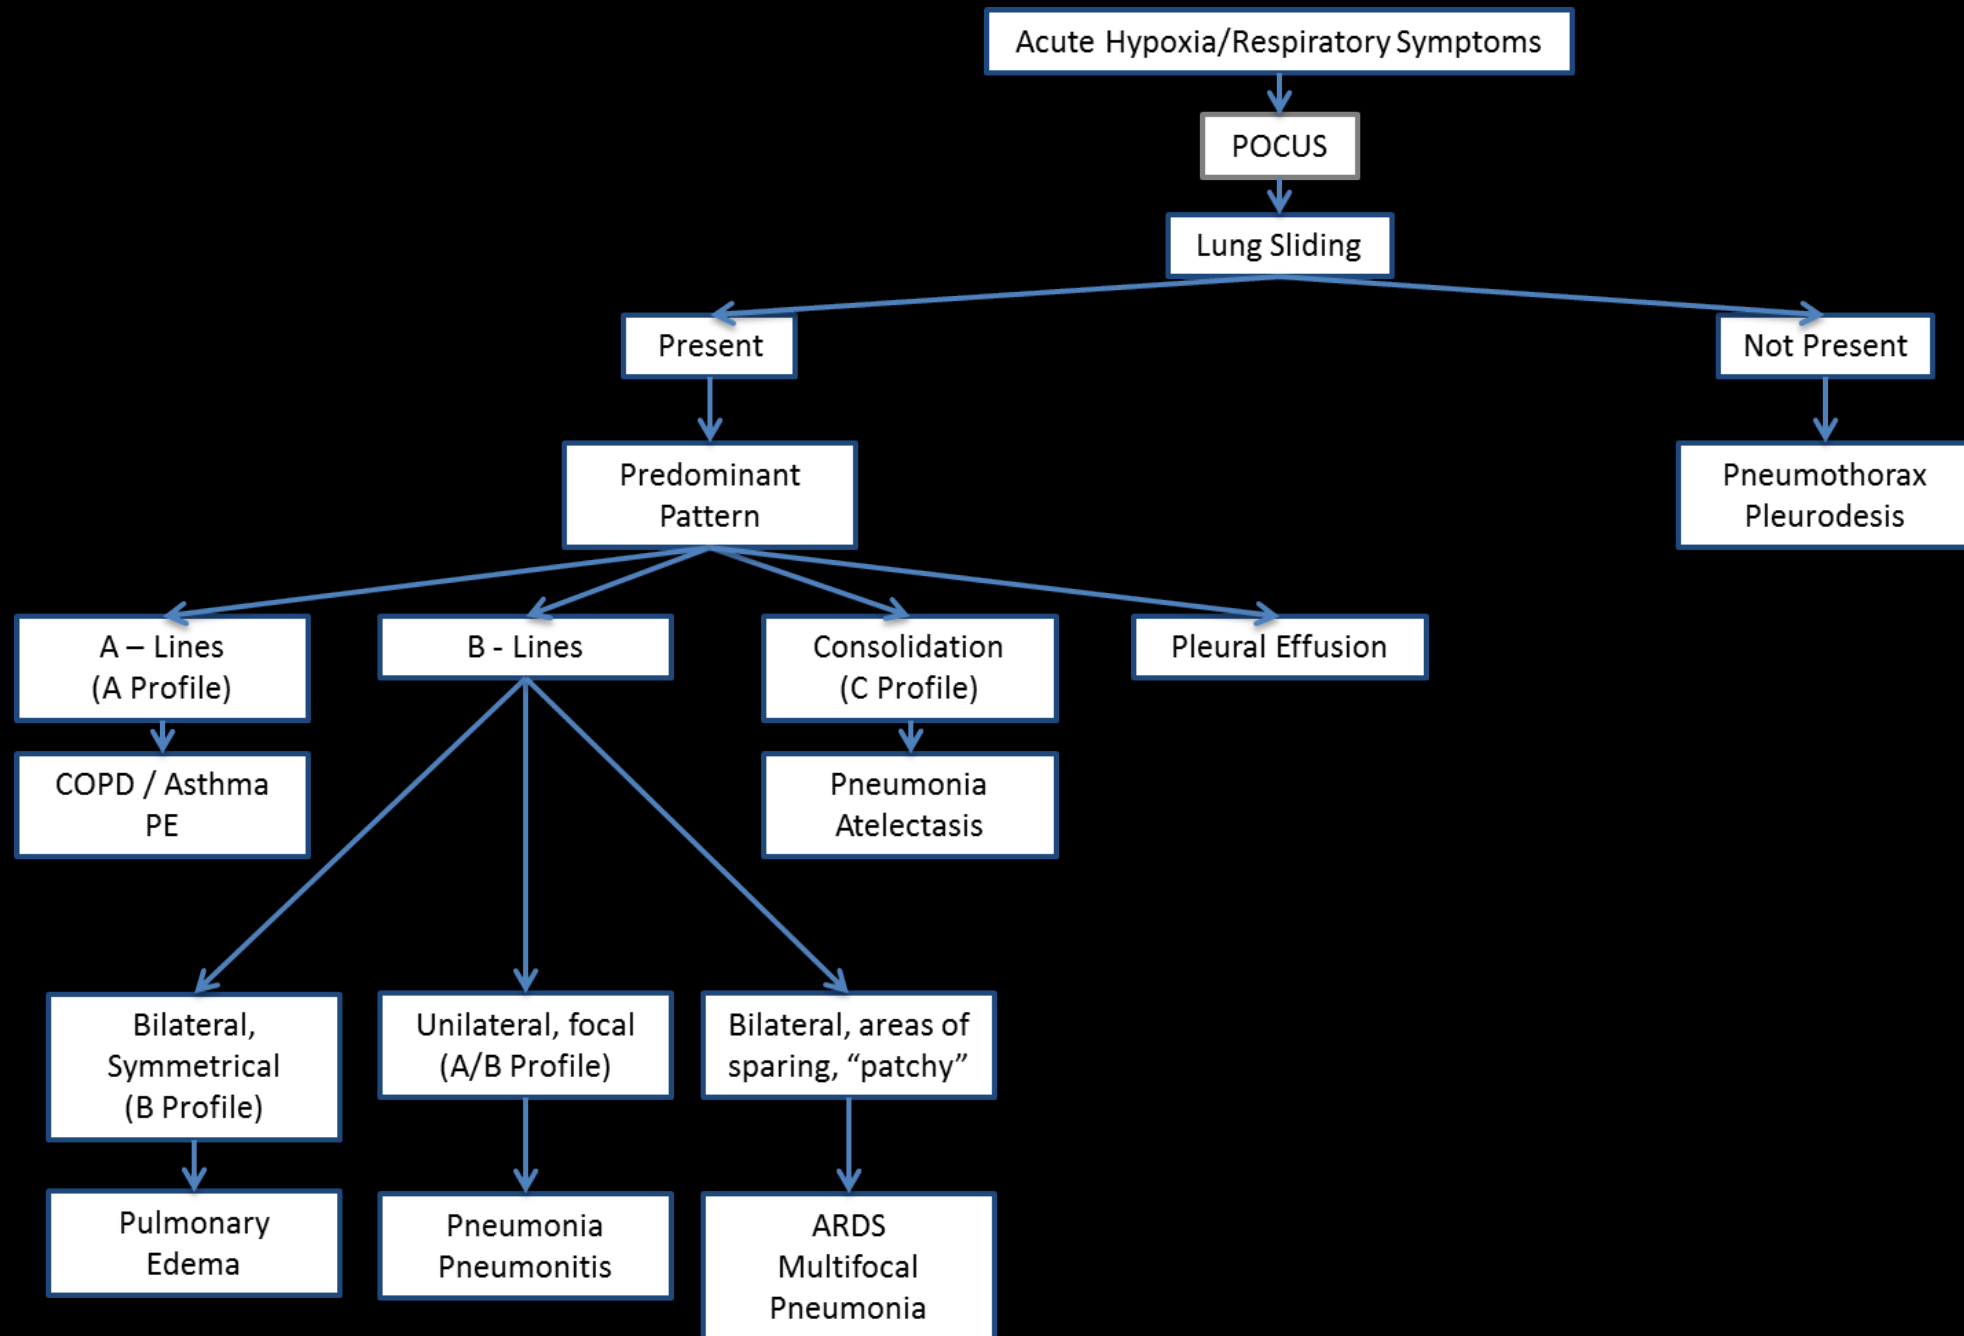 Acute Hypoxia/Respiratory Symptoms
POCUS
Lung Sliding
Present
Not Present
Predominant
Pattern
Pneumothorax
Pleurodesis
A – Lines
(A Profile)
B - Lines
Consolidation
(C Profile)
Pleural Effusion
COPD / Asthma
PE
Pneumonia
Atelectasis
Bilateral,
Symmetrical
(B Profile)
Unilateral, focal
(A/B Profile)
Bilateral, areas of
sparing, “patchy”
Pulmonary
Edema
Pneumonia
Pneumonitis
ARDS
Multifocal
Pneumonia